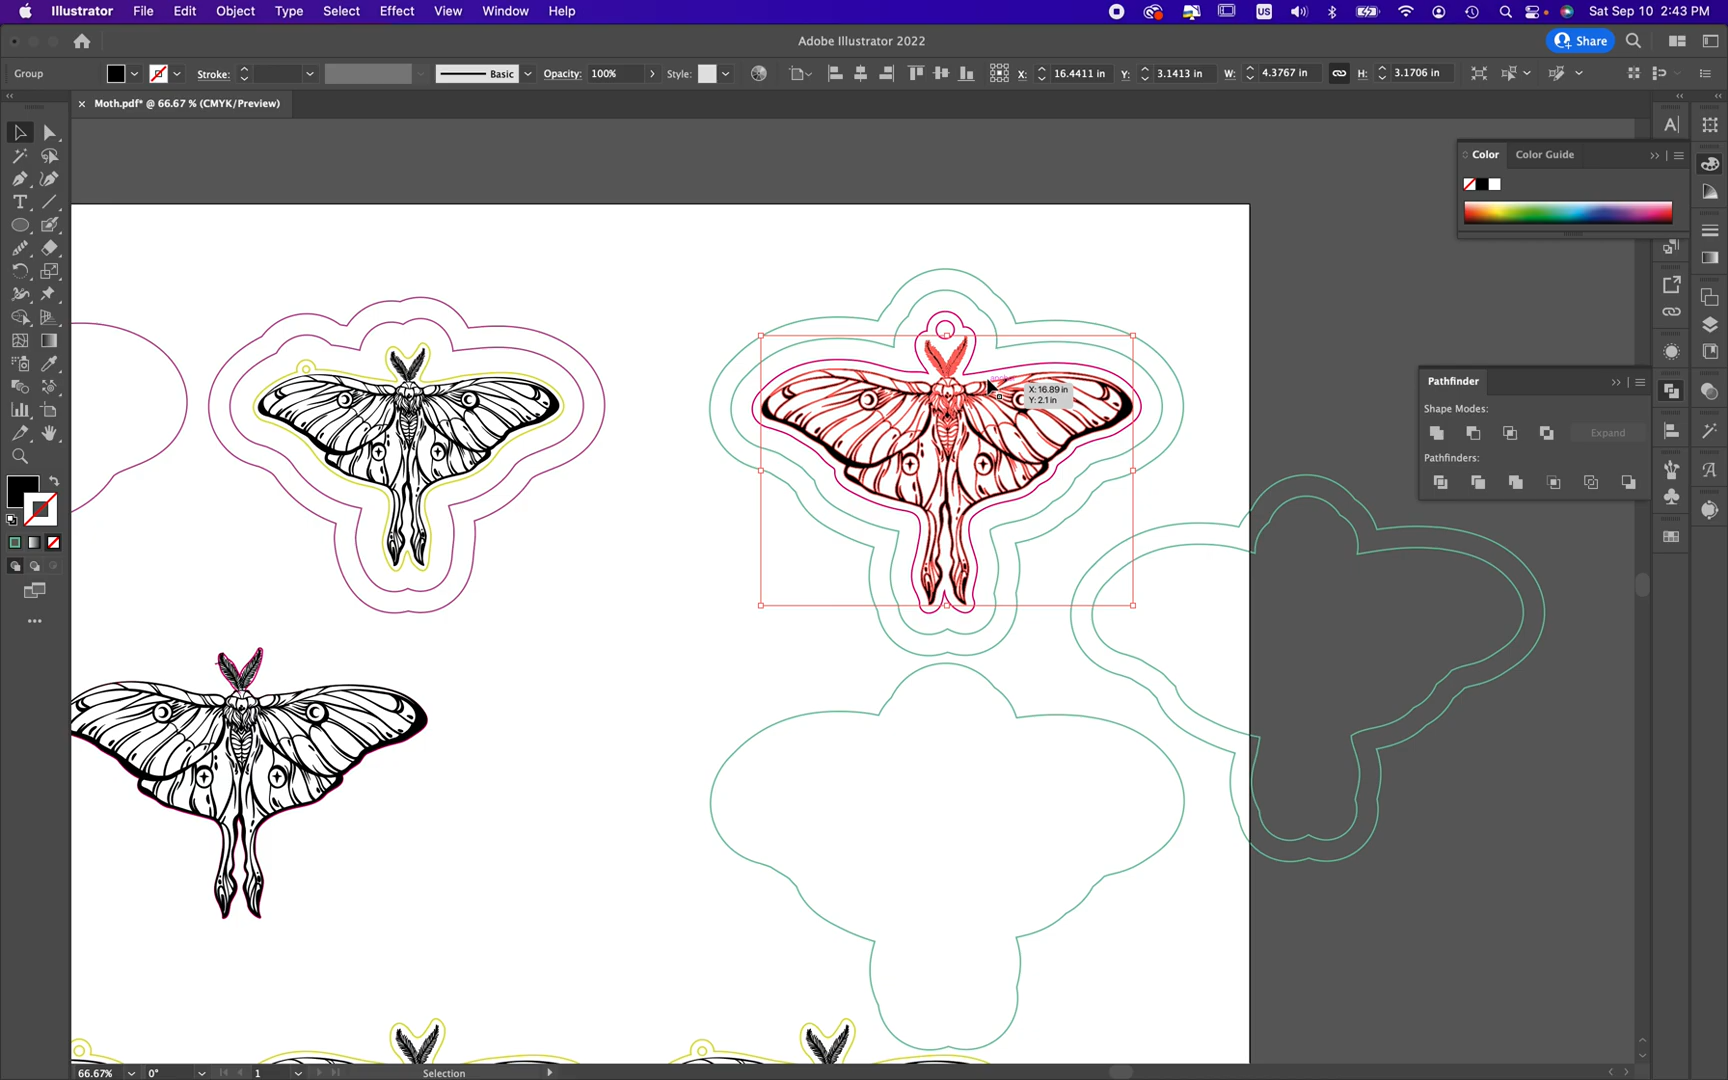 Illustrator File Edit Object Type Select Effect View Window Help
US
Sat Sep 10 2:43 PM
Adobe Illustrator 2022
Share
Group
Stroke:
Basic
Opacity: 100%
Style:
X: 16.4411 in
Y: 3.1413 in
W: 4.3767 in
H: 3.1706 in
× Moth.pdf* @ 66.67 % (CMYK/Preview)
Color
Color Guide
X: 16.89 in
Y: 2.1 in
Pathfinder
Shape Modes:
Expand
Pathfinders:
66.67%
0°
1
Selection